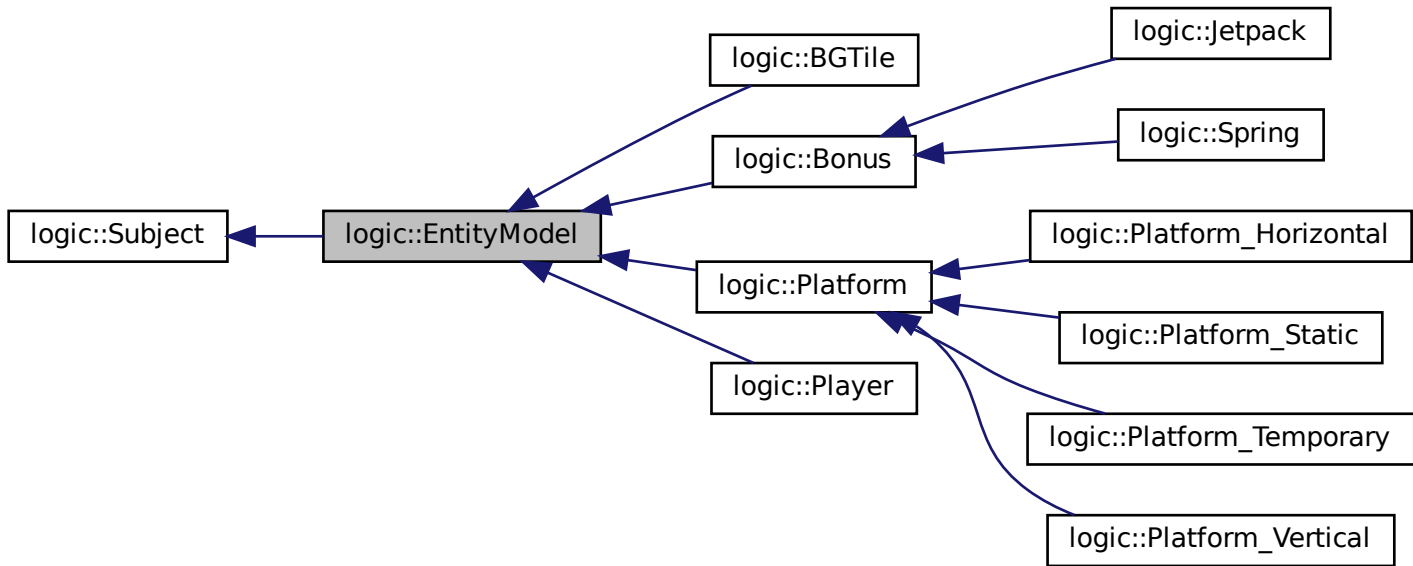 logic::Subject
logic::EntityModel
logic::BGTile
logic::Bonus
logic::Platform
logic::Player
logic::Jetpack
logic::Spring
logic::Platform_Horizontal
logic::Platform_Static
logic::Platform_Temporary
logic::Platform_Vertical